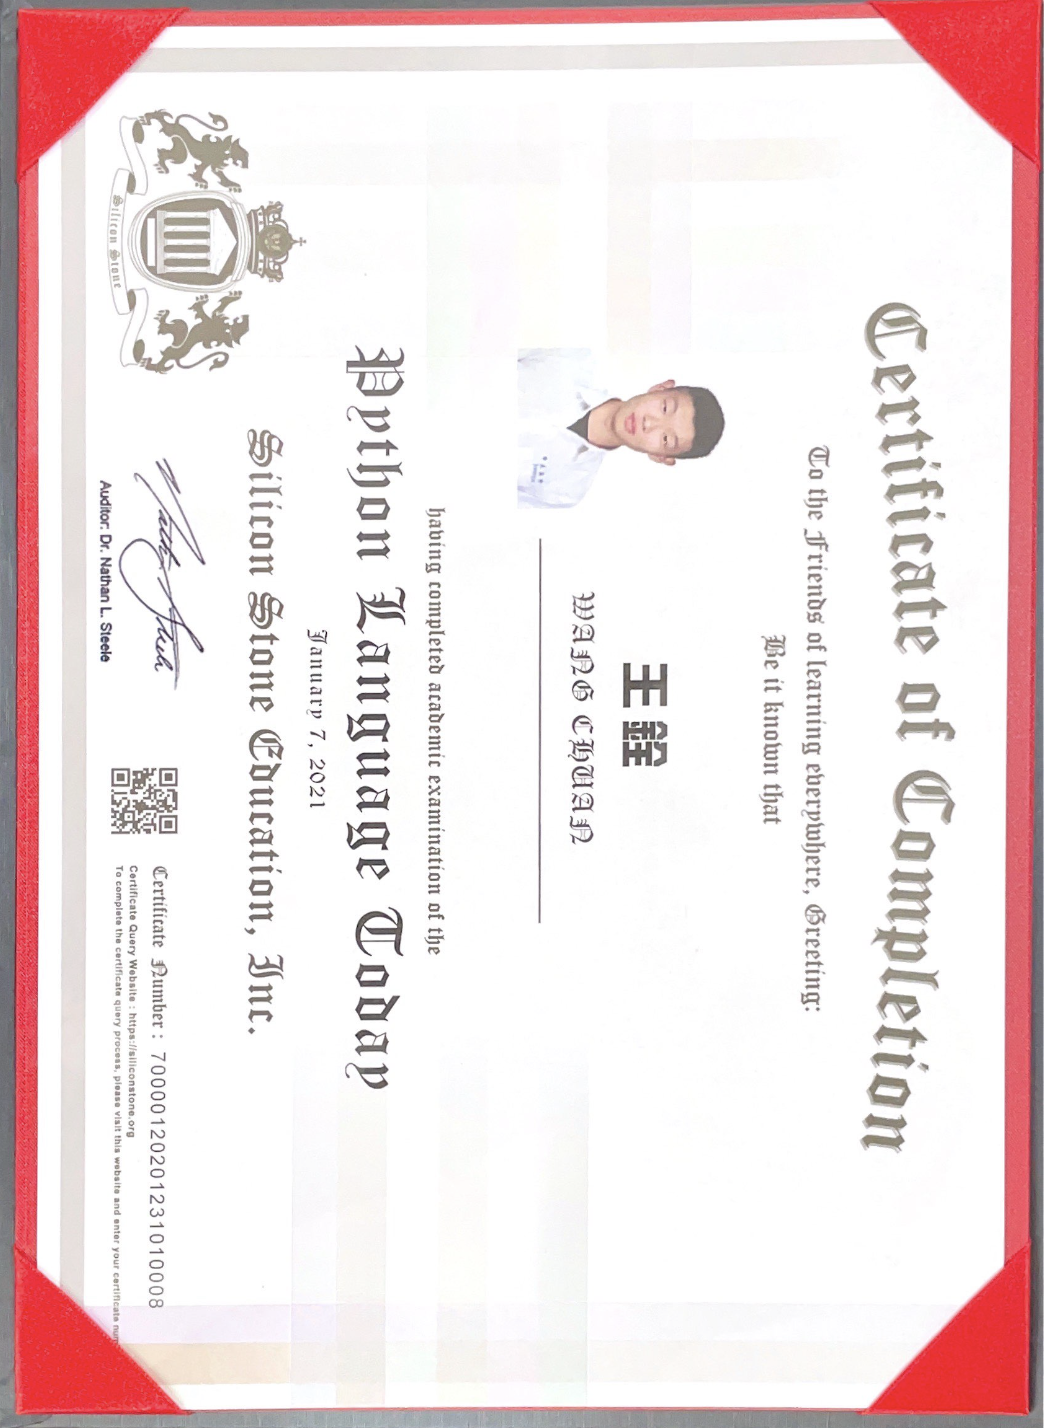 Certificate of Completion
To the Friends of learning everywhere, Greeting:
Be it known that
王銓
WANG CHUAN
having completed academic examination of the
Python Language Today
January 7, 2021
Silicon Stone Education, Inc.
Silicon Stone
Auditor: Dr. Nathan L. Steele
Certificate Number : 70000120201231010008
Certificate Query Website : https://siliconstone.org
To complete the certificate query process, please visit this website and enter your certificate